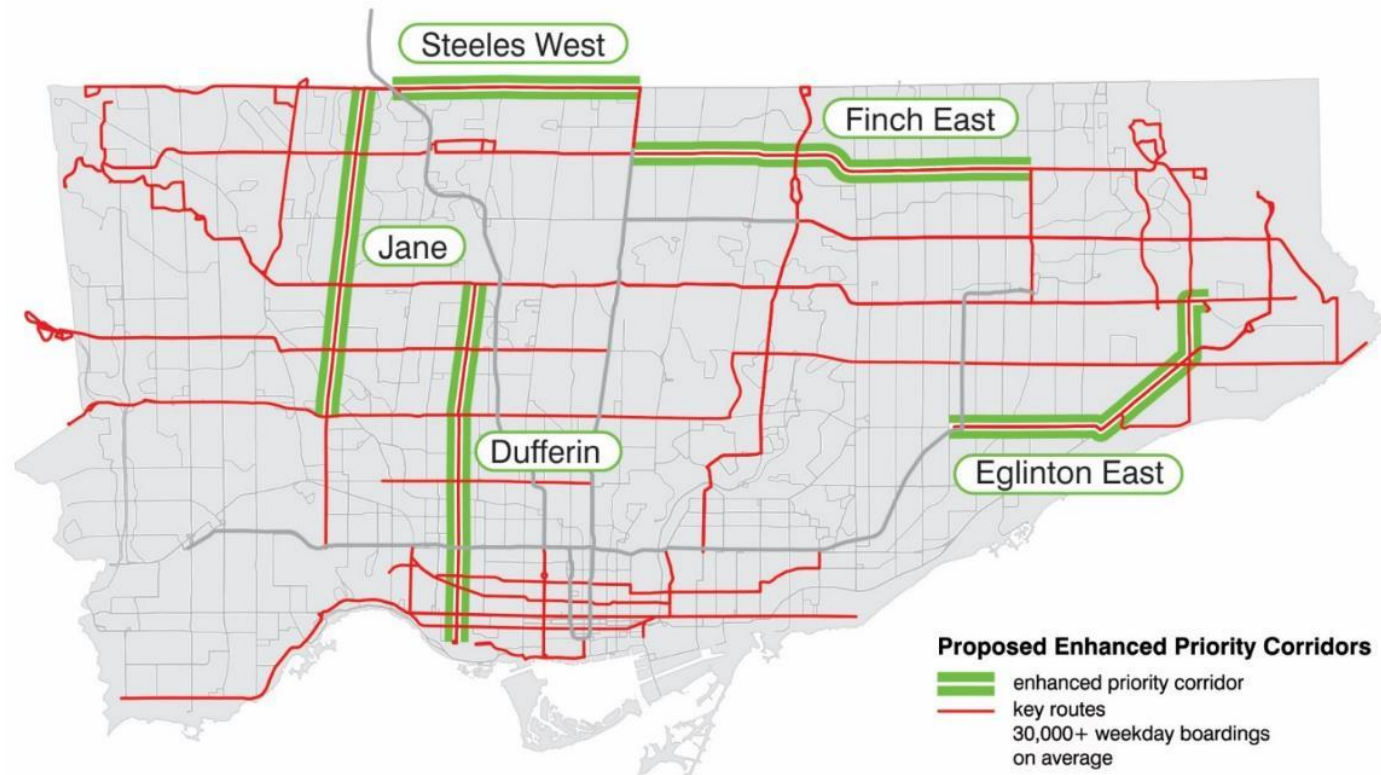 Steeles West
Finch East
Jane
Dufferin
Eglinton East
Proposed Enhanced Priority Corridors
enhanced priority corridor
key routes
30,000+ weekday boardings
on average